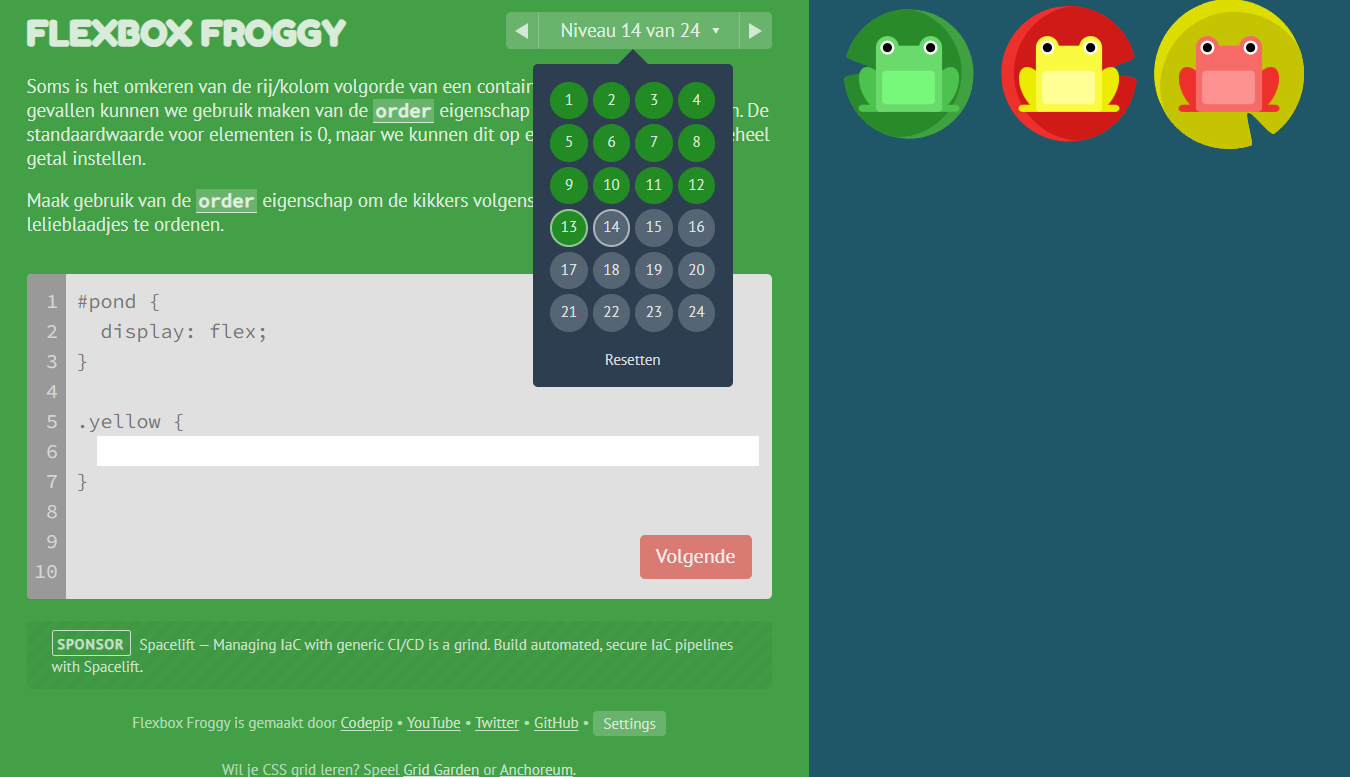 FLEXBOX FROGGY
Niveau 14 van 24
Soms is het omkeren van de rij/kolom volgorde van een contain
gevallen kunnen we gebruik maken van de order eigenschap
n. De
standaardwaarde voor elementen is 0, maar we kunnen dit op e
heel
getal instellen.
Maak gebruik van de order eigenschap om de kikkers volgens
lelieblaadjes te ordenen.
1 2 3 4
5 6 7 8
9 10 11 12
13 14 15 16
17 18 19 20
21 22 23 24
Resetten
1 #pond {
2 display: flex;
3 }
4
5 .yellow {
6
7 }
8
9
10
Volgende
SPONSOR Spacelift — Managing IaC with generic CI/CD is a grind. Build automated, secure IaC pipelines
with Spacelift.
Flexbox Froggy is gemaakt door Codepip • YouTube • Twitter • GitHub • Settings
Wil je CSS grid leren? Speel Grid Garden or Anchoreum.